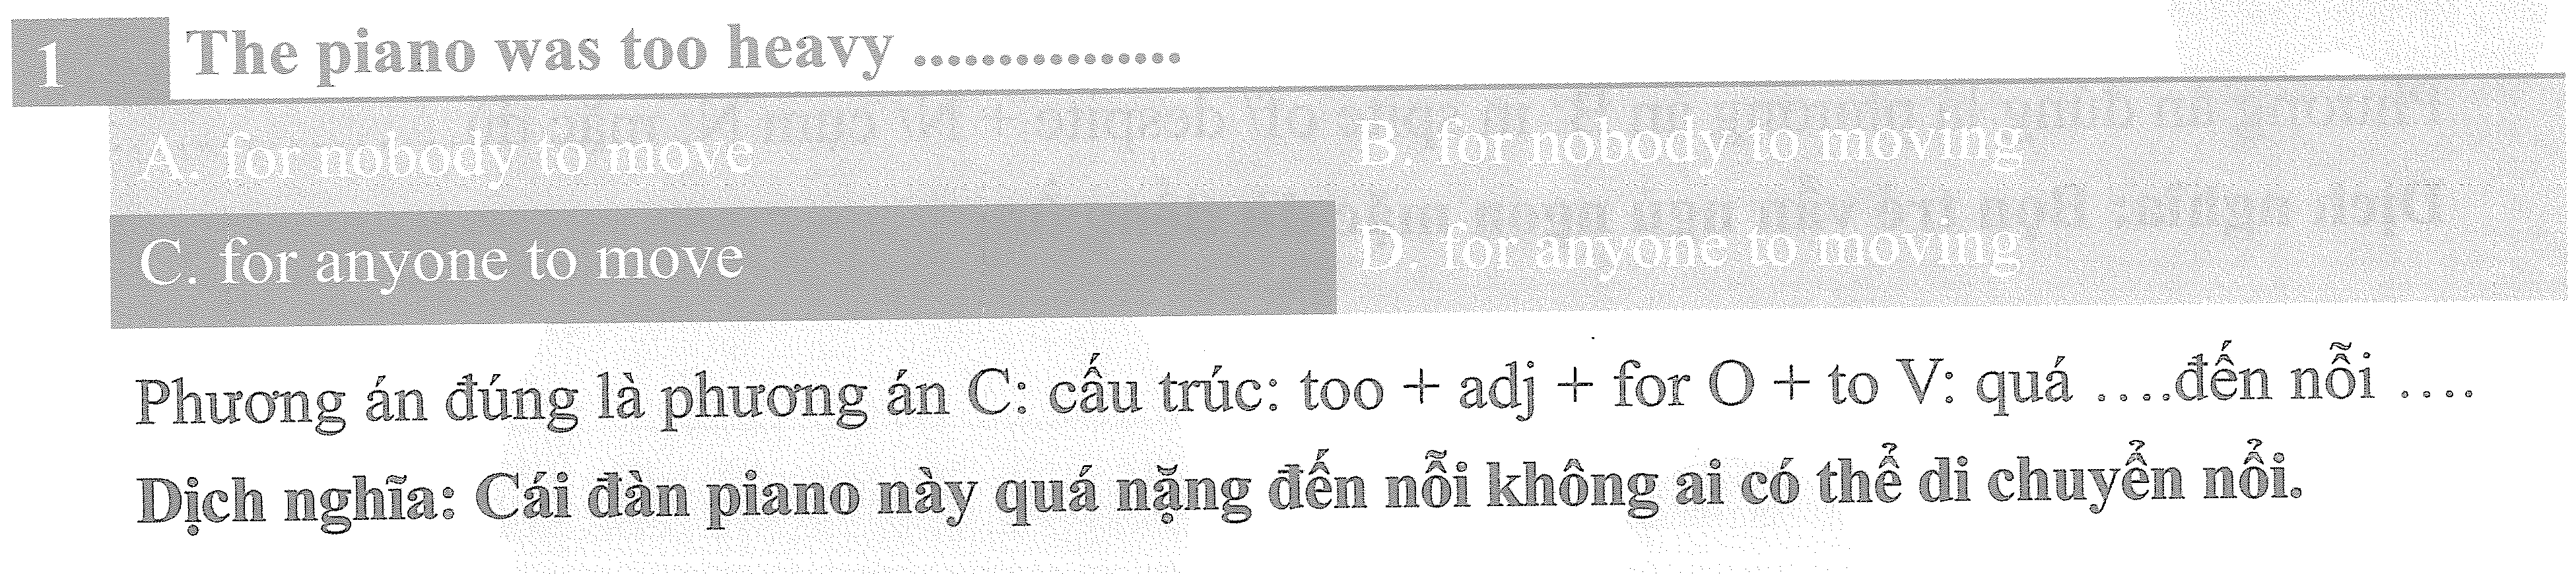 1 The piano was too heavy ................
A. for nobody to move B. for nobody to moving
C. for anyone to move D. for anyone to moving
Phương án đúng là phương án C: cấu trúc: too + adj + for O + to V: quá ....đến nỗi ....
Dịch nghĩa: Cái đàn piano này quá nặng đến nỗi không ai có thể di chuyển nổi.